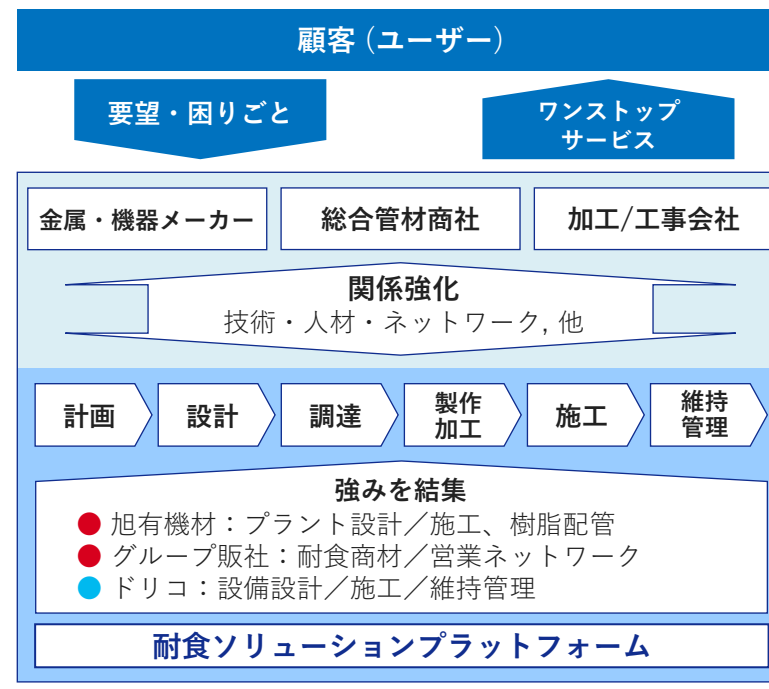 顧客（ユーザー）
要望・困りごと
ワンストップ
サービス
金属・機器メーカー
総合管材商社
加工/工事会社
関係強化
技術・人材・ネットワーク, 他
計画
設計
調達
製作
加工
施工
維持
管理
強みを結集
● 旭有機材：プラント設計／施工、樹脂配管
● グループ販社：耐食商材／営業ネットワーク
● ドリコ：設備設計／施工／維持管理
耐食ソリューションプラットフォーム